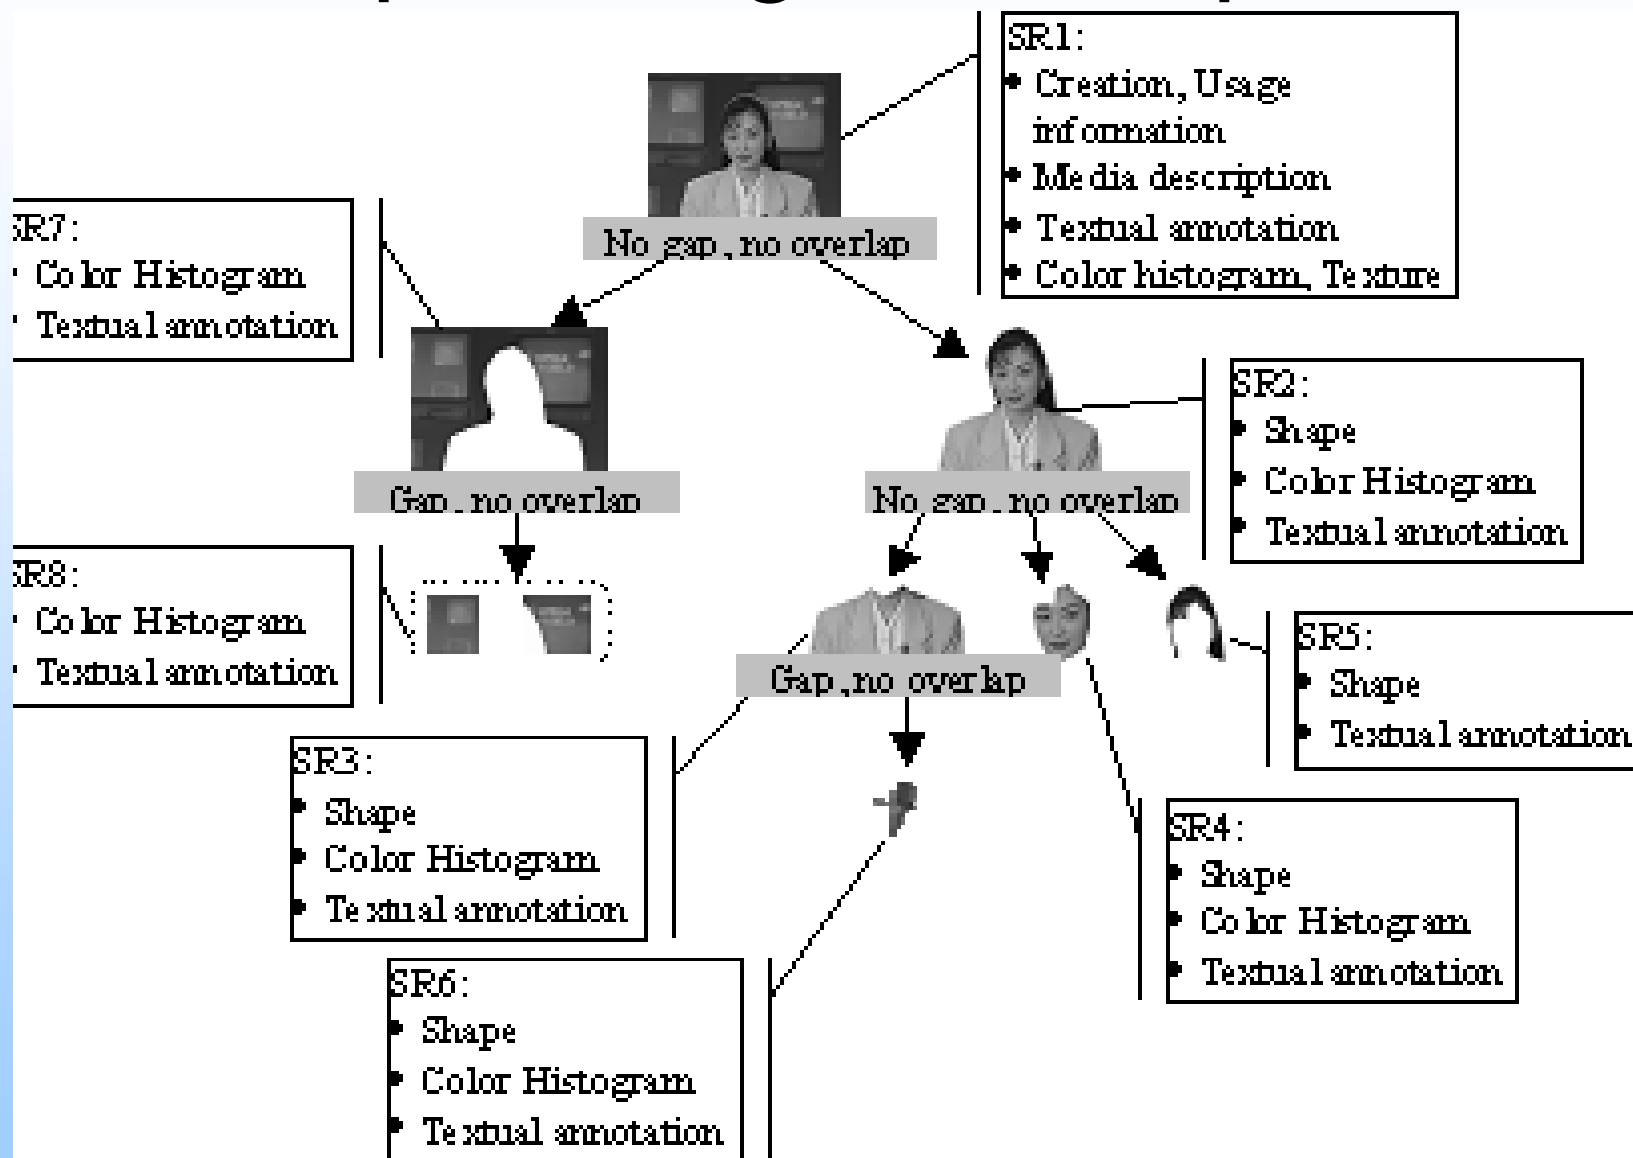 SR1:
• Creation, Usage
information
• Media description
• Textual annotation
• Color histogram, Texture
No gap, no overlap
SR7:
• Color Histogram
• Textual annotation
SR2:
• Shape
• Color Histogram
• Textual annotation
Gap, no overlap
No gap, no overlap
SR8:
• Color Histogram
• Textual annotation
SR5:
• Shape
• Textual annotation
Gap, no overlap
SR3:
• Shape
• Color Histogram
• Textual annotation
SR4:
• Shape
• Color Histogram
• Textual annotation
SR6:
• Shape
• Color Histogram
• Textual annotation